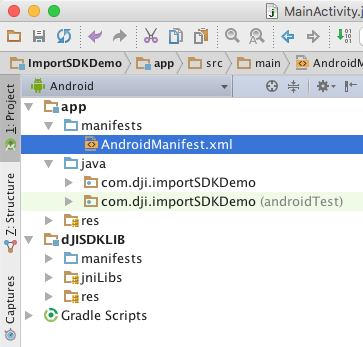 MainActivity.j
ImportSDKDemo app src main AndroidM
Android
1: Project
app
manifests
AndroidManifest.xml
java
com.dji.importSDKDemo
com.dji.importSDKDemo (androidTest)
res
dJISDKLIB
manifests
jniLibs
res
Gradle Scripts
Z: Structure
Captures